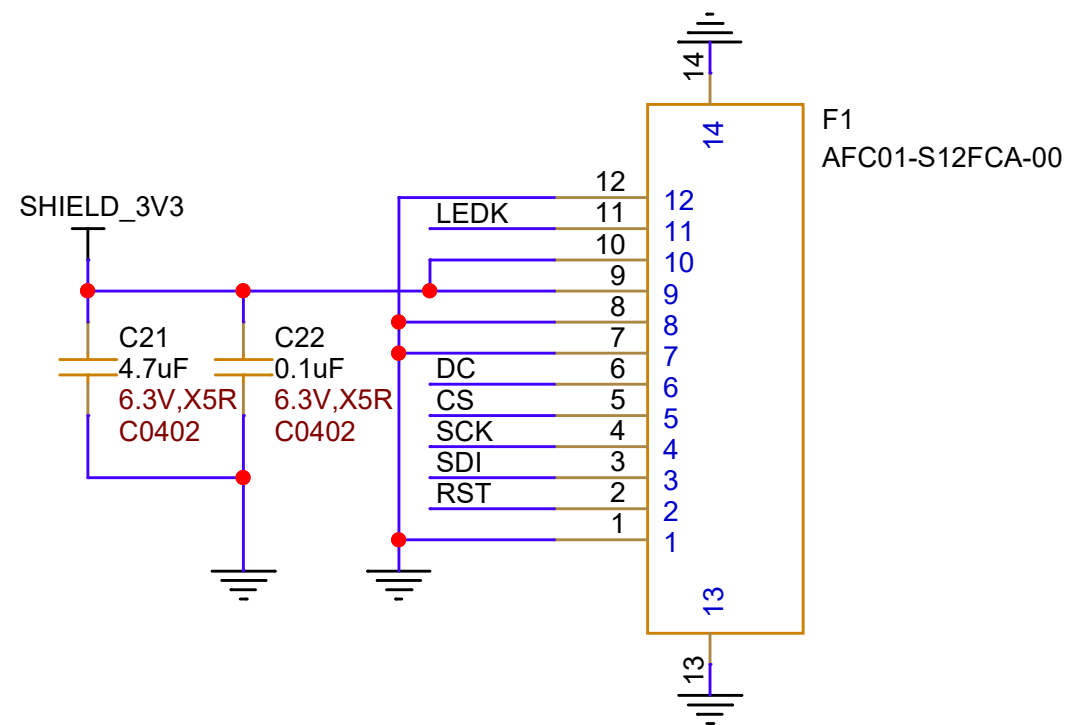 14
14
F1
AFC01-S12FCA-00
SHIELD_3V3
12
12
LEDK
11
11
10
10
9
9
8
8
7
7
DC
6
6
CS
5
5
SCK
4
4
SDI
3
3
RST
2
2
1
1
C21
4.7uF
6.3V,X5R
C0402
C22
0.1uF
6.3V,X5R
C0402
13
13